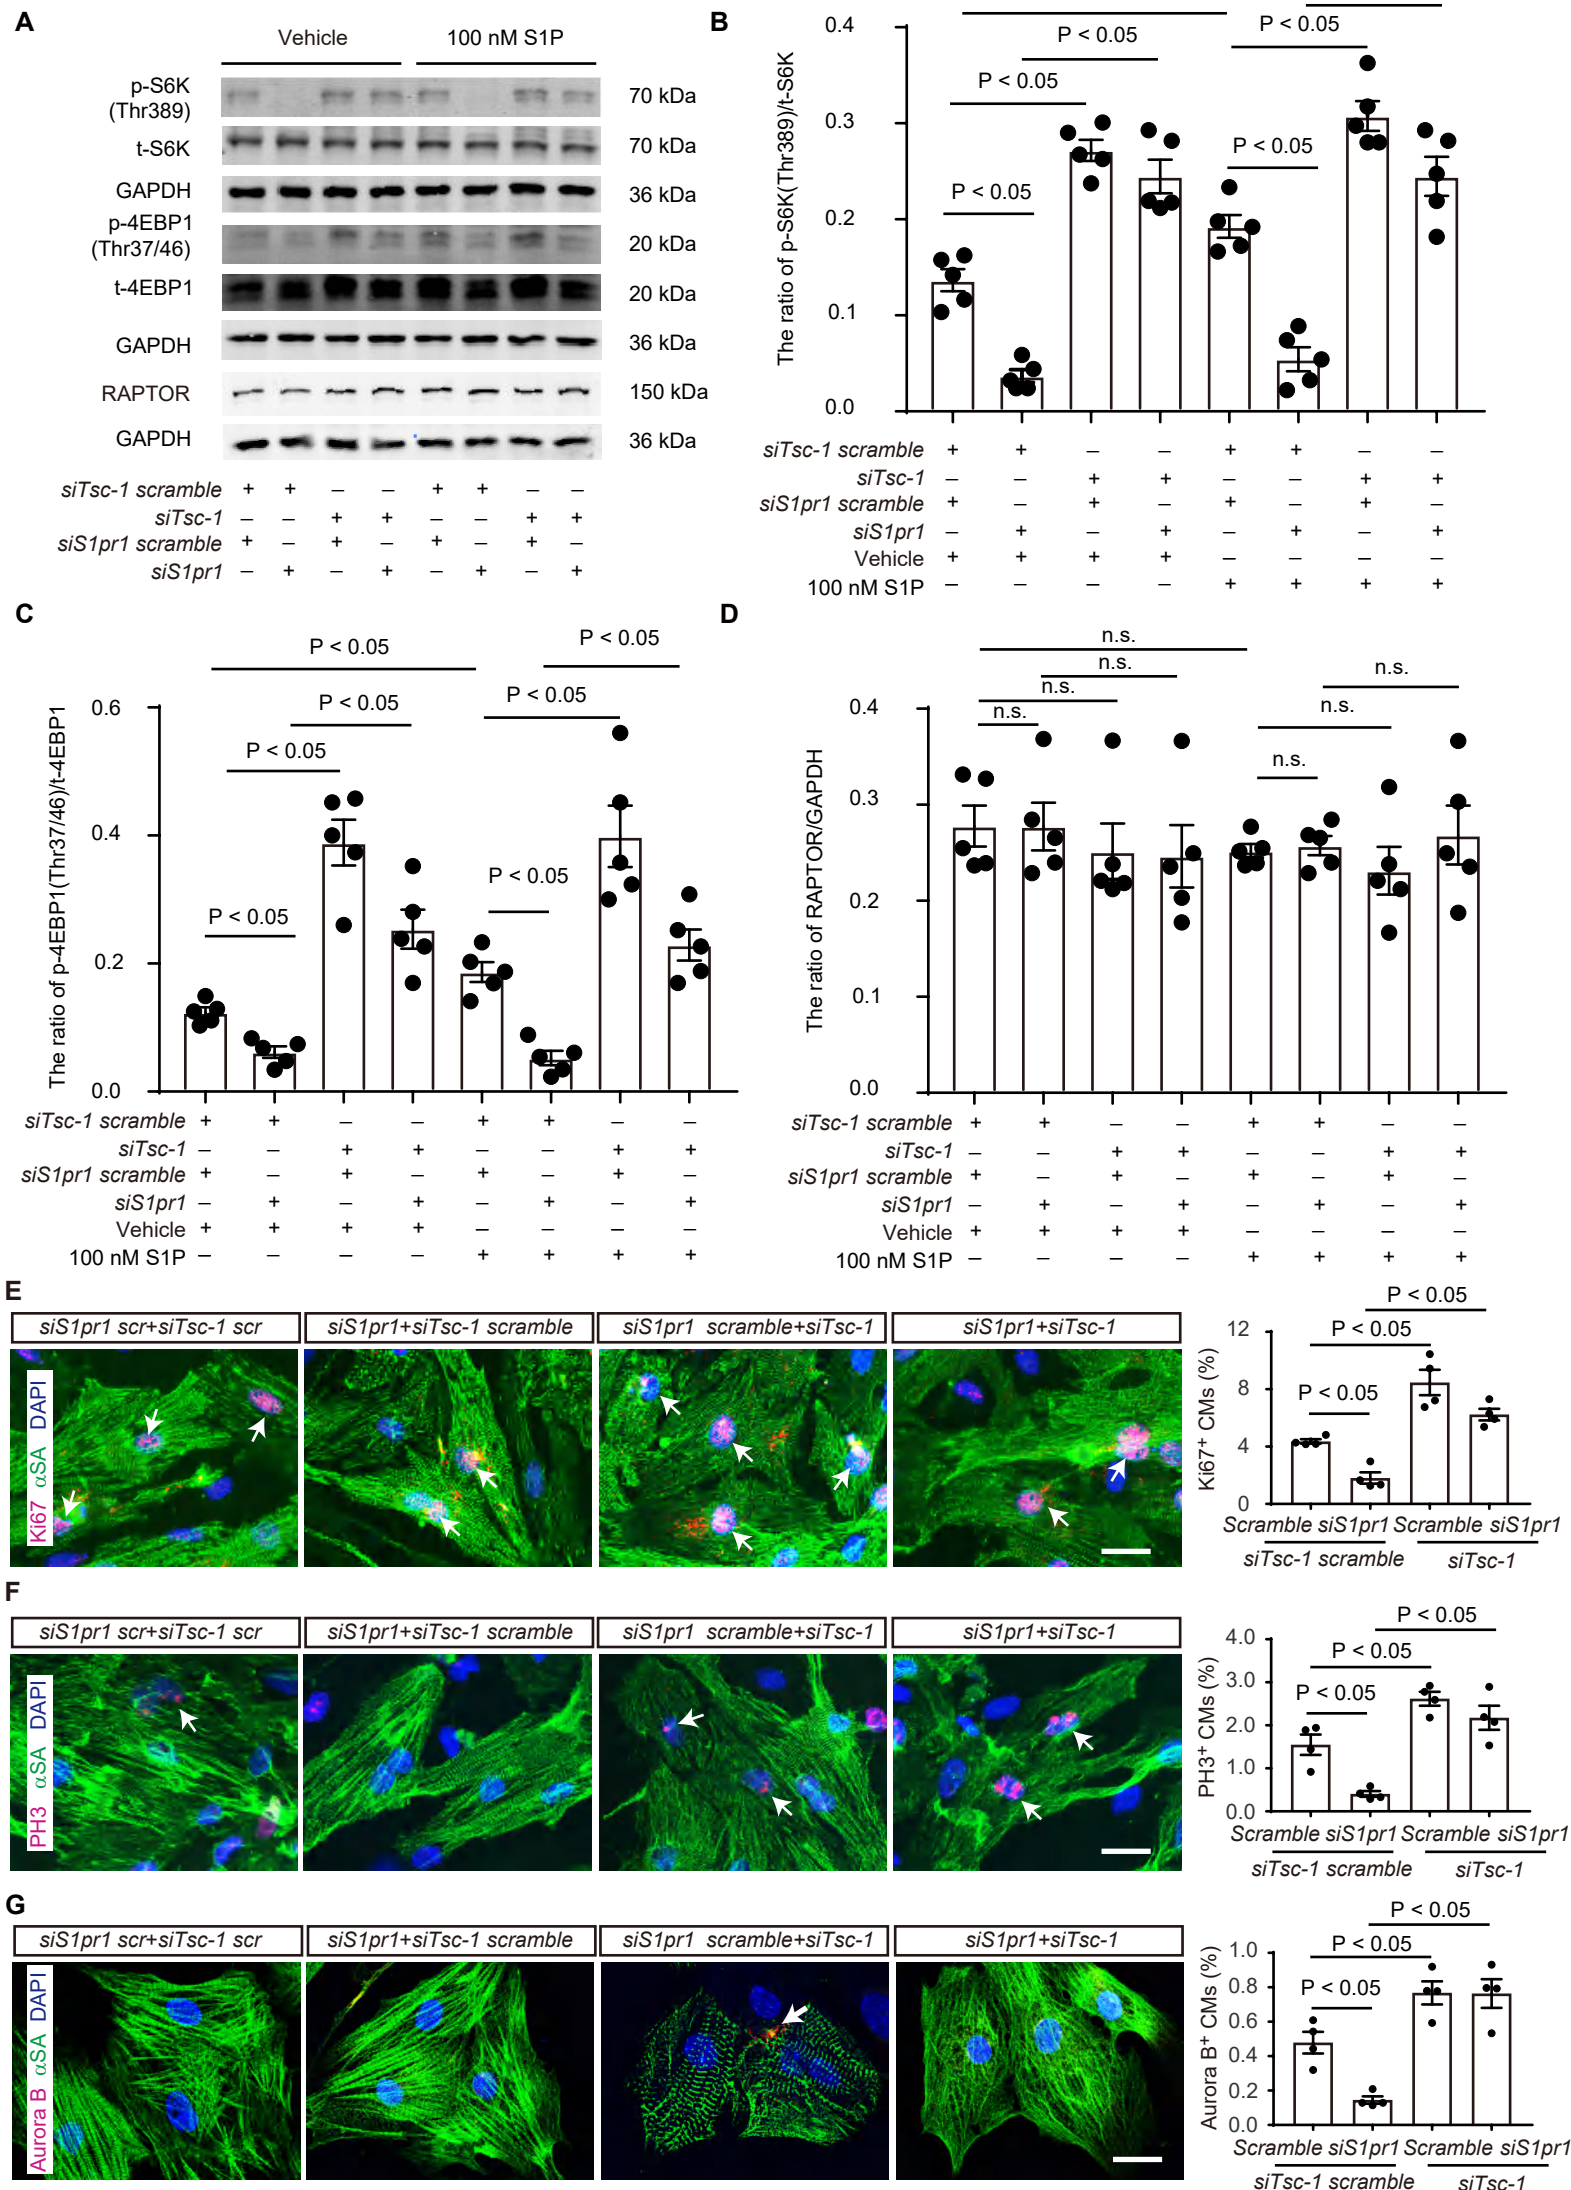 A
Vehicle 100 nM S1P
p-S6K
(Thr389) 70 kDa
t-S6K 70 kDa
GAPDH 36 kDa
p-4EBP1
(Thr37/46) 20 kDa
t-4EBP1 20 kDa
GAPDH 36 kDa
RAPTOR 150 kDa
GAPDH 36 kDa
siTsc-1 scramble + + – – + + – –
siTsc-1 – – + + – – + +
siS1pr1 scramble + – + – + – + –
siS1pr1 – + – + – + – +
B
The ratio of p-S6K(Thr389)/t-S6K
0.4
0.3
0.2
0.1
0.0
P < 0.05
P < 0.05
P < 0.05
P < 0.05
P < 0.05
siTsc-1 scramble + + – – + + – –
siTsc-1 – – + + – – + +
siS1pr1 scramble + – + – + – + –
siS1pr1 – + – + – + – +
Vehicle + + + + – – – –
100 nM S1P – – – – + + + +
C
The ratio of p-4EBP1(Thr37/46)/t-4EBP1
0.6
0.4
0.2
0.0
P < 0.05
P < 0.05
P < 0.05
P < 0.05
P < 0.05
P < 0.05
P < 0.05
siTsc-1 scramble + + – – + + – –
siTsc-1 – – + + – – + +
siS1pr1 scramble + – + – + – + –
siS1pr1 – + – + – + – +
Vehicle + + + + – – – –
100 nM S1P – – – – + + + +
D
The ratio of RAPTOR/GAPDH
0.4
0.3
0.2
0.1
0.0
n.s.
n.s.
n.s.
n.s.
n.s.
n.s.
n.s.
siTsc-1 scramble + + – – + + – –
siTsc-1 – – + + – – + +
siS1pr1 scramble + – + – + – + –
siS1pr1 – + – + – + – +
Vehicle + + + + – – – –
100 nM S1P – – – – + + + +
E
siS1pr1 scr+siTsc-1 scr
siS1pr1+siTsc-1 scramble
siS1pr1 scramble+siTsc-1
siS1pr1+siTsc-1
Ki67 αSA DAPI
Ki67⁺ CMs (%)
12
8
4
0
P < 0.05
P < 0.05
P < 0.05
Scramble siS1pr1 Scramble siS1pr1
siTsc-1 scramble siTsc-1
F
siS1pr1 scr+siTsc-1 scr
siS1pr1+siTsc-1 scramble
siS1pr1 scramble+siTsc-1
siS1pr1+siTsc-1
PH3 αSA DAPI
PH3⁺ CMs (%)
4.0
3.0
2.0
1.0
0.0
P < 0.05
P < 0.05
P < 0.05
Scramble siS1pr1 Scramble siS1pr1
siTsc-1 scramble siTsc-1
G
siS1pr1 scr+siTsc-1 scr
siS1pr1+siTsc-1 scramble
siS1pr1 scramble+siTsc-1
siS1pr1+siTsc-1
Aurora B αSA DAPI
Aurora B⁺ CMs (%)
1.0
0.8
0.6
0.4
0.2
0.0
P < 0.05
P < 0.05
P < 0.05
Scramble siS1pr1 Scramble siS1pr1
siTsc-1 scramble siTsc-1